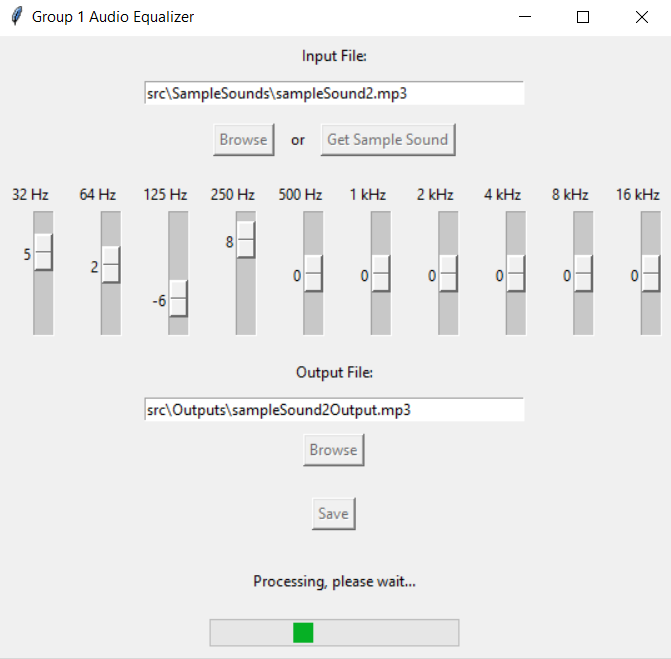 Group 1 Audio Equalizer
Input File:
src\SampleSounds\sampleSound2.mp3
Browse or Get Sample Sound
32 Hz 64 Hz 125 Hz 250 Hz 500 Hz 1 kHz 2 kHz 4 kHz 8 kHz 16 kHz
5 2 -6 8 0 0 0 0 0 0
Output File:
src\Outputs\sampleSound2Output.mp3
Browse
Save
Processing, please wait...